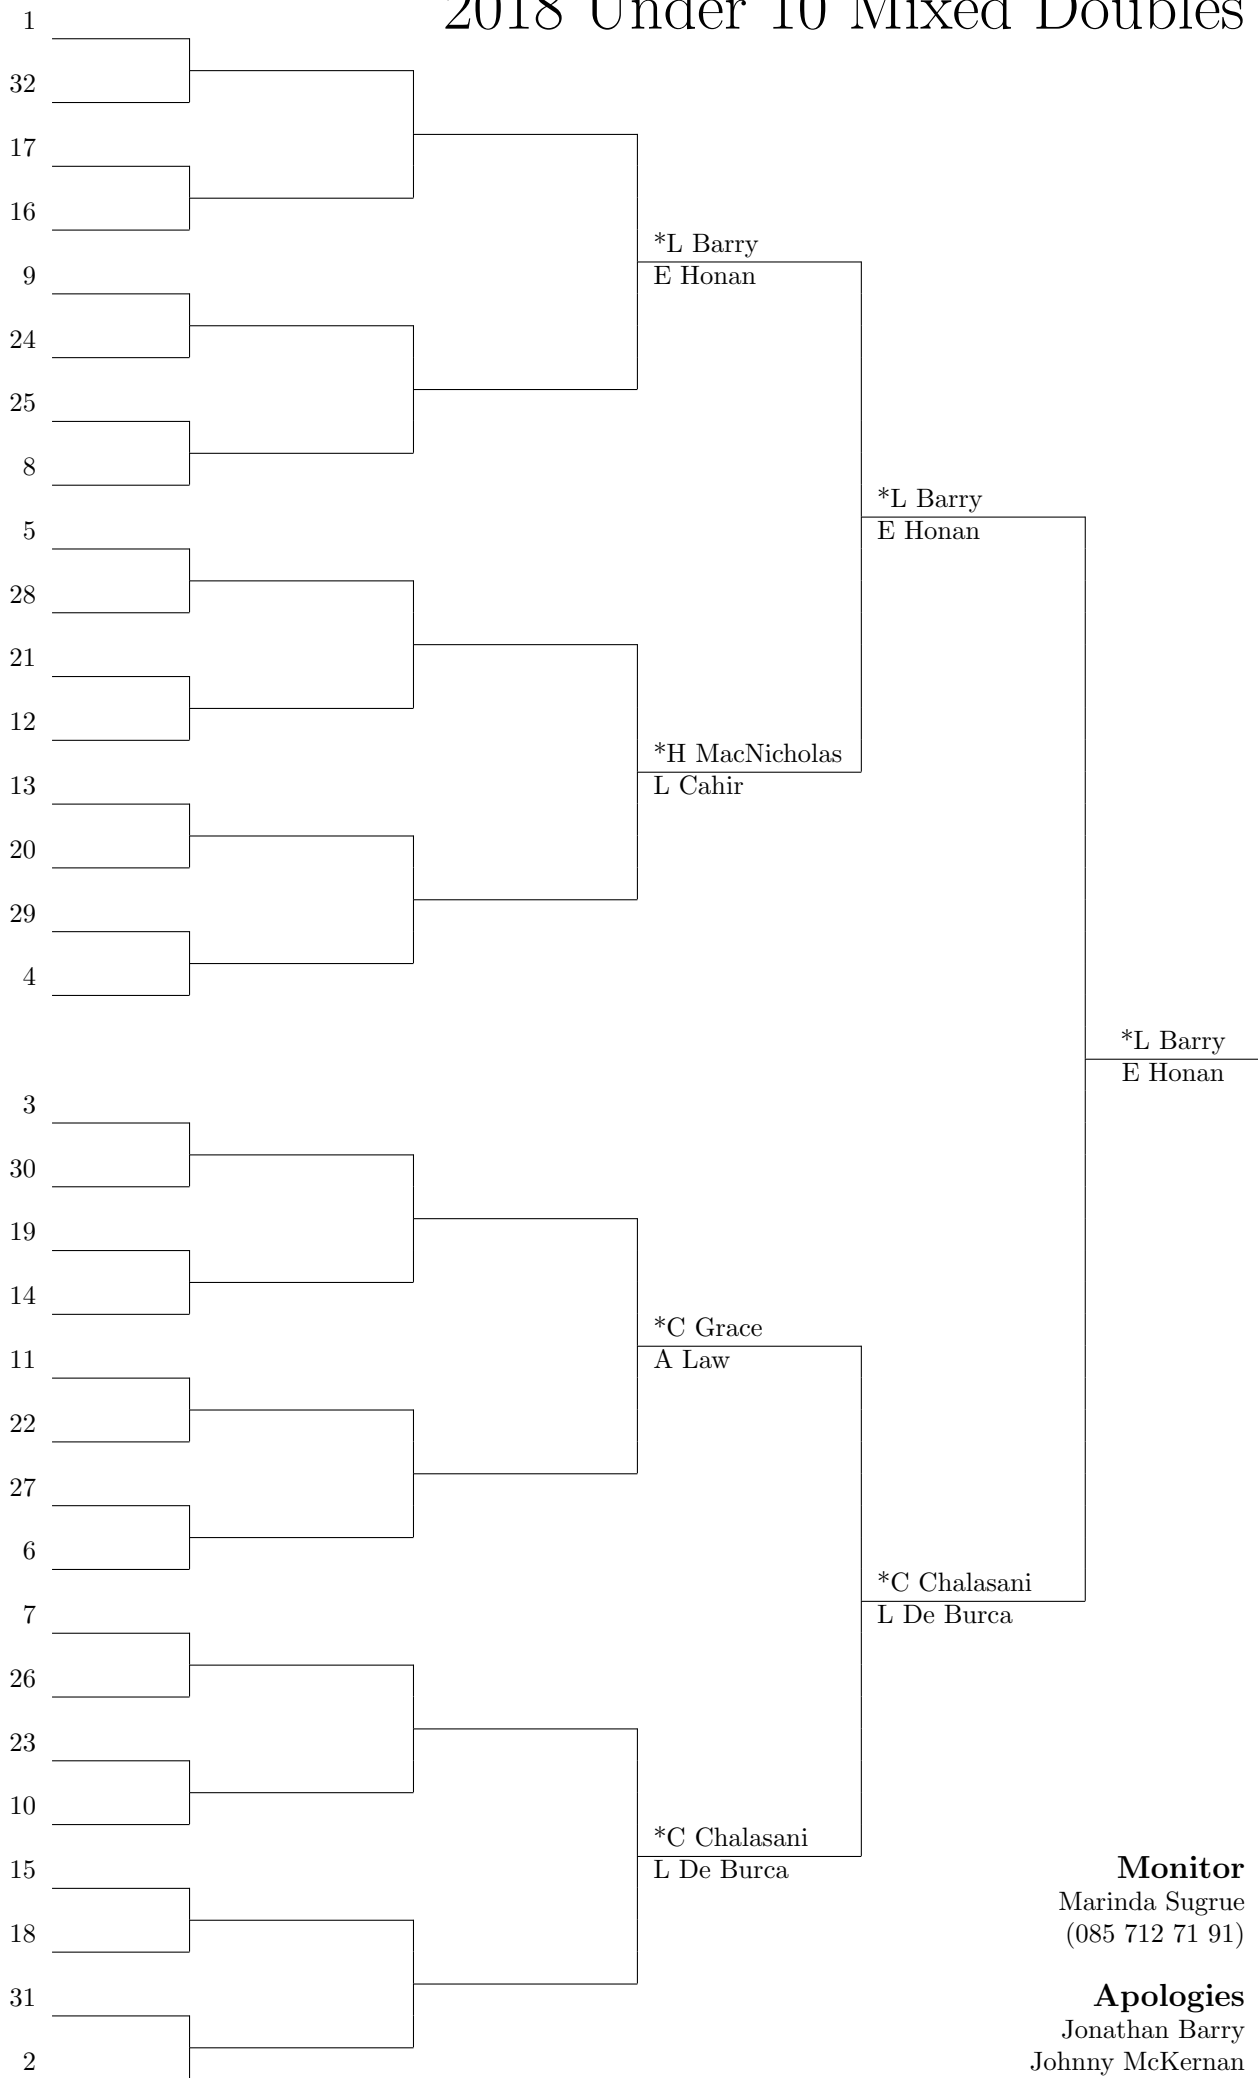 2018 Under 10 Mixed Doubles
1
32
17
16
9
24
25
8
5
28
21
12
13
20
29
4
3
30
19
14
11
22
27
6
7
26
23
10
15
18
31
2
*L Barry
E Honan
*H MacNicholas
L Cahir
*C Grace
A Law
*C Chalasani
L De Burca
*L Barry
E Honan
*C Chalasani
L De Burca
*L Barry
E Honan
Monitor
Marinda Sugrue
(085 712 71 91)
Apologies
Jonathan Barry
Johnny McKernan